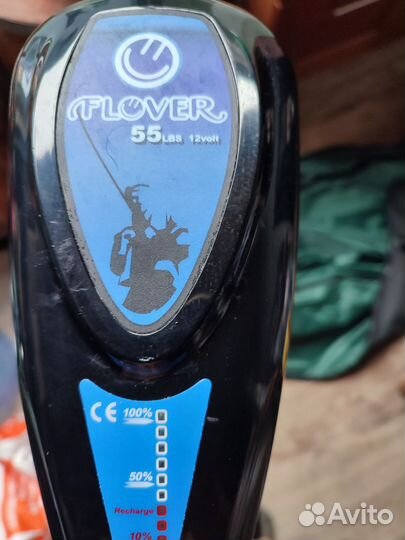 FLOVER
55LBS 12volt
CE 100%
50%
Recharge
10%
Avito